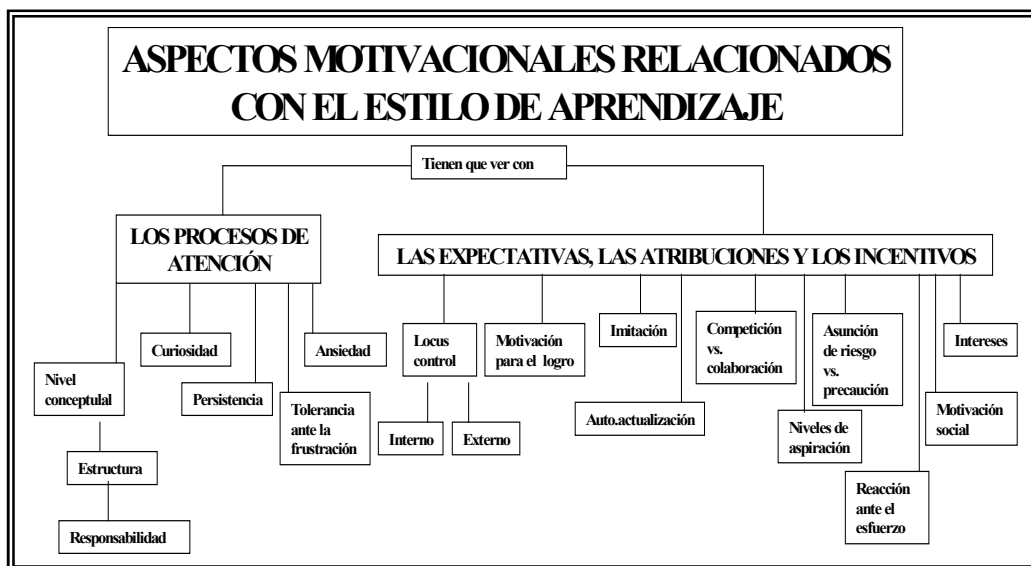 ASPECTOS MOTIVACIONALES RELACIONADOS
CON EL ESTILO DE APRENDIZAJE
Tienen que ver con
LOS PROCESOS DE
ATENCIÓN
LAS EXPECTATIVAS, LAS ATRIBUCIONES Y LOS INCENTIVOS
Nivel
conceptulal
Estructura
Responsabilidad
Curiosidad
Persistencia
Tolerancia
ante la
frustración
Ansiedad
Locus
control
Interno
Externo
Motivación
para el logro
Imitación
Auto.actualización
Competición
vs.
colaboración
Niveles de
aspiración
Asunción
de riesgo
vs.
precaución
Reacción
ante el
esfuerzo
Motivación
social
Intereses